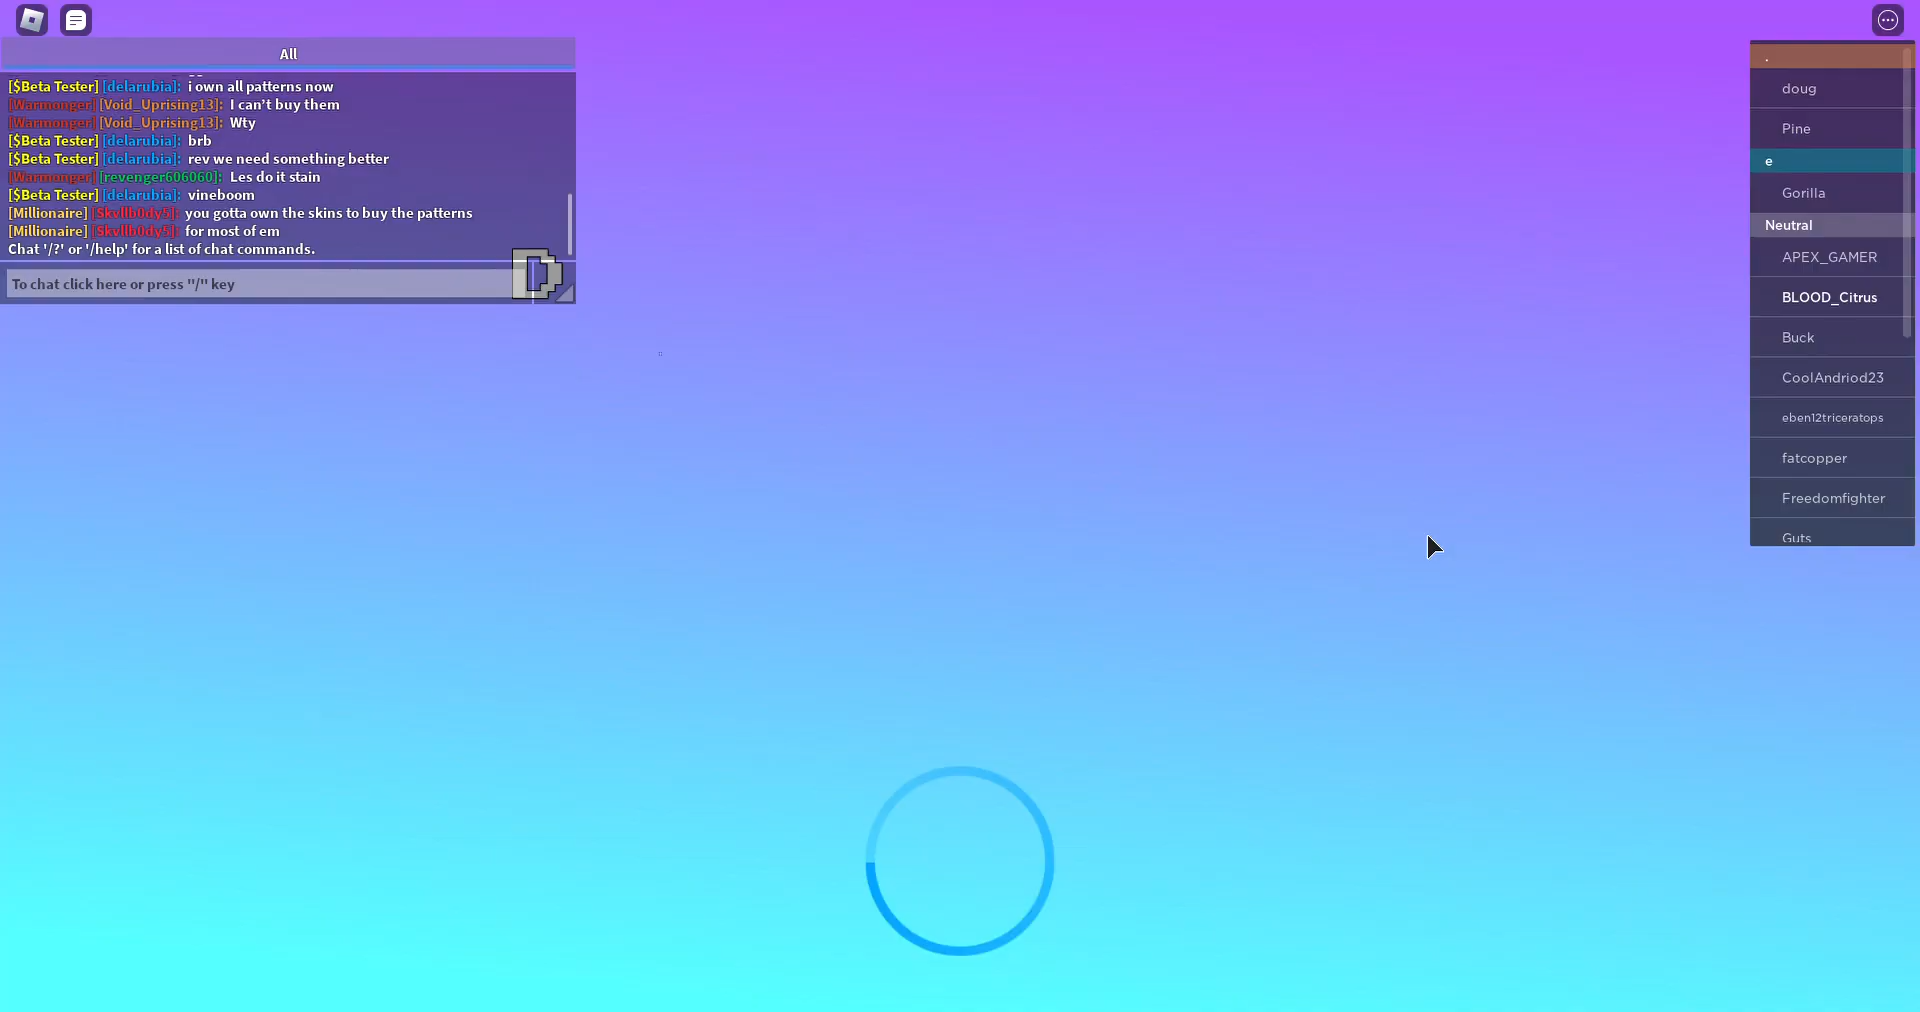 All
[$Beta Tester] [delarubia]: i own all patterns now
[Warmonger] [Void_Uprising13]: I can't buy them
[Warmonger] [Void_Uprising13]: Wty
[$Beta Tester] [delarubia]: brb
[$Beta Tester] [delarubia]: rev we need something better
[Warmonger] [revenger606060]: Les do it stain
[$Beta Tester] [delarubia]: vineboom
[Millionaire] [Skvllb0dy5]: you gotta own the skins to buy the patterns
[Millionaire] [Skvllb0dy5]: for most of em
Chat '/?' or '/help' for a list of chat commands.
To chat click here or press "/" key
D
.
doug
Pine
e
Gorilla
Neutral
APEX_GAMER
BLOOD_Citrus
Buck
CoolAndriod23
eben12triceratops
fatcopper
Freedomfighter
Guts